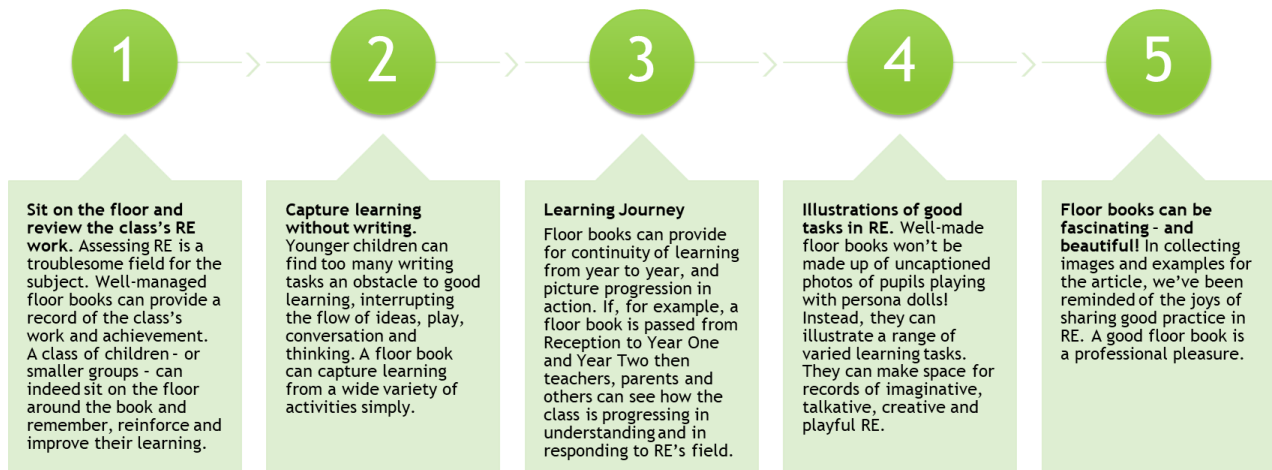 1
2
3
4
5
Sit on the floor and
review the class's RE
work. Assessing RE is a
troublesome field for the
subject. Well-managed
floor books can provide a
record of the class's
work and achievement.
A class of children – or
smaller groups – can
indeed sit on the floor
around the book and
remember, reinforce and
improve their learning.
Capture learning
without writing.
Younger children can
find too many writing
tasks an obstacle to good
learning, interrupting
the flow of ideas, play,
conversation and
thinking. A floor book
can capture learning
from a wide variety of
activities simply.
Learning Journey
Floor books can provide
for continuity of learning
from year to year, and
picture progression in
action. If, for example, a
floor book is passed from
Reception to Year One
and Year Two then
teachers, parents and
others can see how the
class is progressing in
understanding and in
responding to RE's field.
Illustrations of good
tasks in RE. Well-made
floor books won't be
made up of uncaptioned
photos of pupils playing
with persona dolls!
Instead, they can
illustrate a range of
varied learning tasks.
They can make space for
records of imaginative,
talkative, creative and
playful RE.
Floor books can be
fascinating – and
beautiful! In collecting
images and examples for
the article, we've been
reminded of the joys of
sharing good practice in
RE. A good floor book is
a professional pleasure.